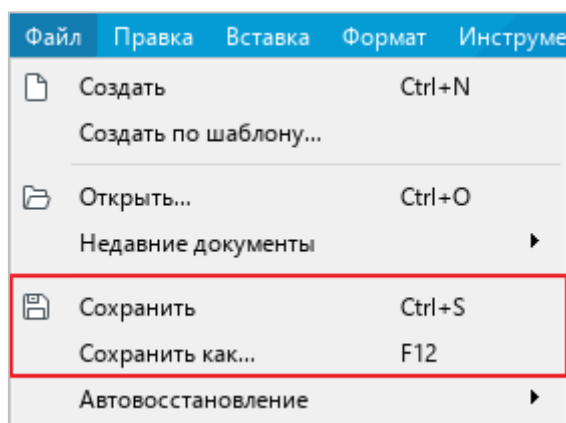 Файл Правка Вставка Формат Инструме
Создать Ctrl+N
Создать по шаблону...
Открыть... Ctrl+O
Недавние документы
Сохранить Ctrl+S
Сохранить как... F12
Автовосстановление